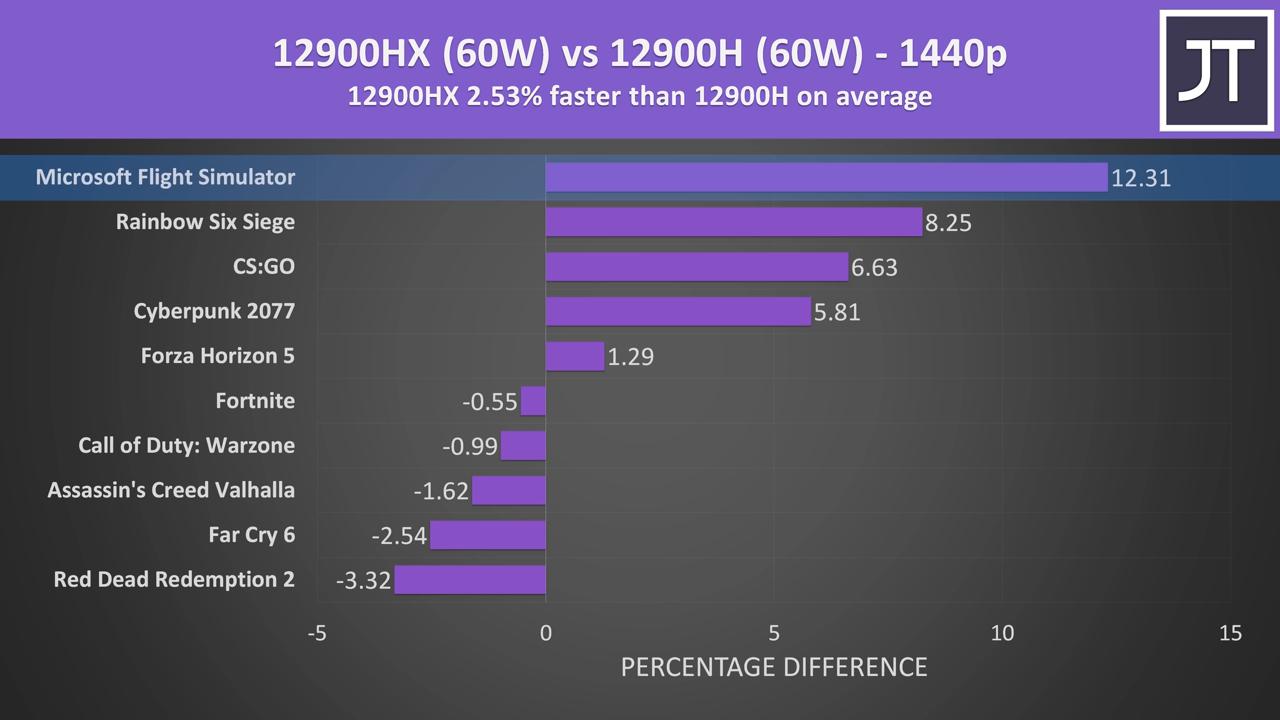 12900HX (60W) vs 12900H (60W) - 1440p
12900HX 2.53% faster than 12900H on average
JT
Microsoft Flight Simulator 12.31
Rainbow Six Siege 8.25
CS:GO 6.63
Cyberpunk 2077 5.81
Forza Horizon 5 1.29
Fortnite -0.55
Call of Duty: Warzone -0.99
Assassin's Creed Valhalla -1.62
Far Cry 6 -2.54
Red Dead Redemption 2 -3.32
-5 0 5 10 15
PERCENTAGE DIFFERENCE